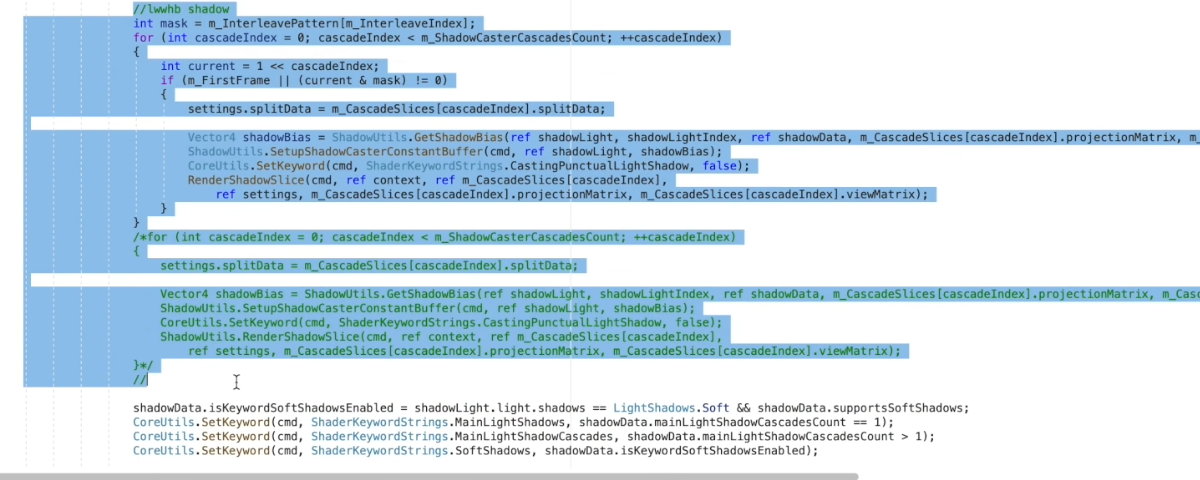 //lwwhb shadow
int mask = m_InterleavePattern[m_InterleaveIndex];
for (int cascadeIndex = 0; cascadeIndex < m_ShadowCasterCascadesCount; ++cascadeIndex)
{
int current = 1 << cascadeIndex;
if (m_FirstFrame || (current & mask) != 0)
{
settings.splitData = m_CascadeSlices[cascadeIndex].splitData;
Vector4 shadowBias = ShadowUtils.GetShadowBias(ref shadowLight, shadowLightIndex, ref shadowData, m_CascadeSlices[cascadeIndex].projectionMatrix, m_
ShadowUtils.SetupShadowCasterConstantBuffer(cmd, ref shadowLight, shadowBias);
CoreUtils.SetKeyword(cmd, ShaderKeywordStrings.CastingPunctualLightShadow, false);
RenderShadowSlice(cmd, ref context, ref m_CascadeSlices[cascadeIndex],
ref settings, m_CascadeSlices[cascadeIndex].projectionMatrix, m_CascadeSlices[cascadeIndex].viewMatrix);
}
}
/*for (int cascadeIndex = 0; cascadeIndex < m_ShadowCasterCascadesCount; ++cascadeIndex)
{
settings.splitData = m_CascadeSlices[cascadeIndex].splitData;
Vector4 shadowBias = ShadowUtils.GetShadowBias(ref shadowLight, shadowLightIndex, ref shadowData, m_CascadeSlices[cascadeIndex].projectionMatrix, m_Cas
ShadowUtils.SetupShadowCasterConstantBuffer(cmd, ref shadowLight, shadowBias);
CoreUtils.SetKeyword(cmd, ShaderKeywordStrings.CastingPunctualLightShadow, false);
ShadowUtils.RenderShadowSlice(cmd, ref context, ref m_CascadeSlices[cascadeIndex],
ref settings, m_CascadeSlices[cascadeIndex].projectionMatrix, m_CascadeSlices[cascadeIndex].viewMatrix);
}*/
//
shadowData.isKeywordSoftShadowsEnabled = shadowLight.light.shadows == LightShadows.Soft && shadowData.supportsSoftShadows;
CoreUtils.SetKeyword(cmd, ShaderKeywordStrings.MainLightShadows, shadowData.mainLightShadowCascadesCount == 1);
CoreUtils.SetKeyword(cmd, ShaderKeywordStrings.MainLightShadowCascades, shadowData.mainLightShadowCascadesCount > 1);
CoreUtils.SetKeyword(cmd, ShaderKeywordStrings.SoftShadows, shadowData.isKeywordSoftShadowsEnabled);